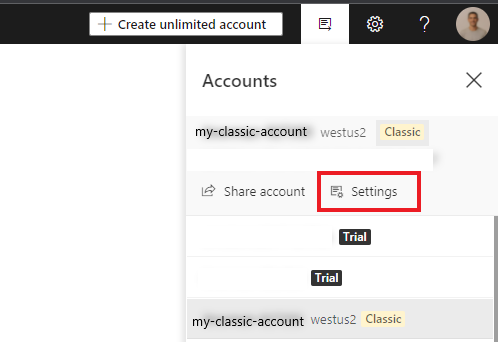 Create unlimited account
Accounts
my-classic-account westus2 Classic
Share account Settings
Trial
Trial
my-classic-account westus2 Classic